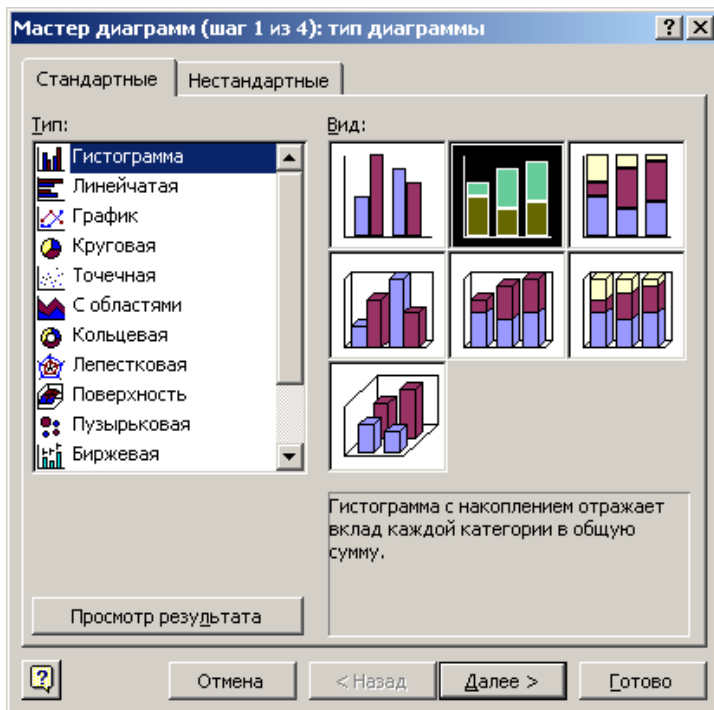 Мастер диаграмм (шаг 1 из 4): тип диаграммы
Стандартные
Нестандартные
Тип:
Гистограмма
Линейчатая
График
Круговая
Точечная
С областями
Кольцевая
Лепестковая
Поверхность
Пузырьковая
Биржевая
Вид:
Гистограмма с накоплением отражает
вклад каждой категории в общую
сумму.
Просмотр результата
Отмена
< Назад
Далее >
Готово